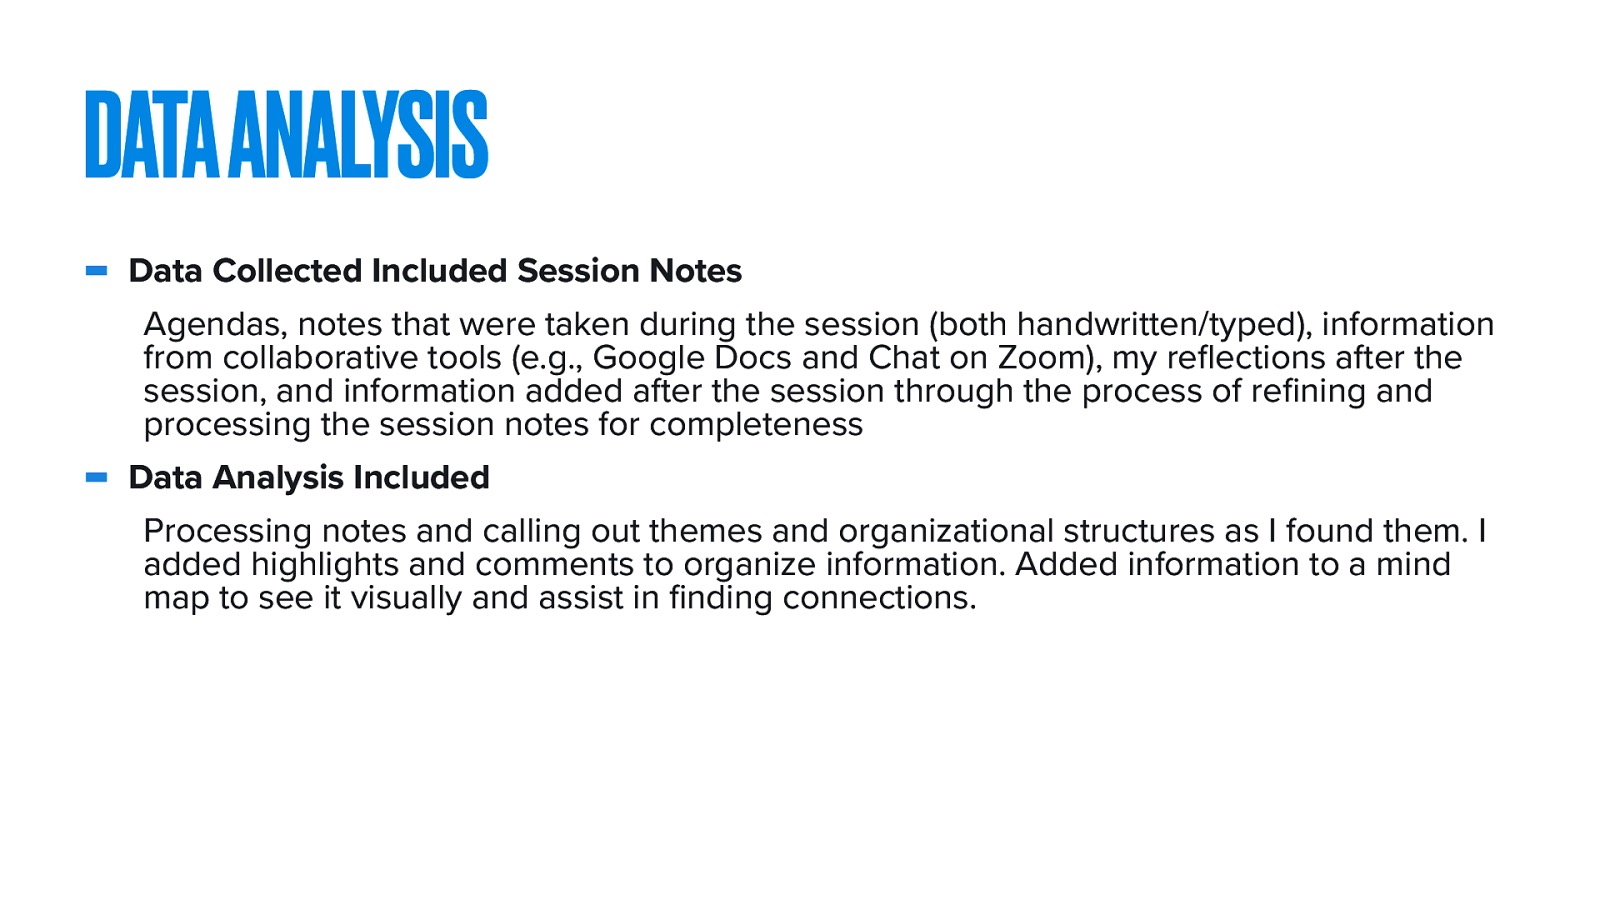 DATA ANALYSIS
Data Collected Included Session Notes
Agendas, notes that were taken during the session (both handwritten/typed), information
from collaborative tools (e.g., Google Docs and Chat on Zoom), my reflections after the
session, and information added after the session through the process of refining and
processing the session notes for completeness
Data Analysis Included
Processing notes and calling out themes and organizational structures as I found them. I
added highlights and comments to organize information. Added information to a mind
map to see it visually and assist in finding connections.